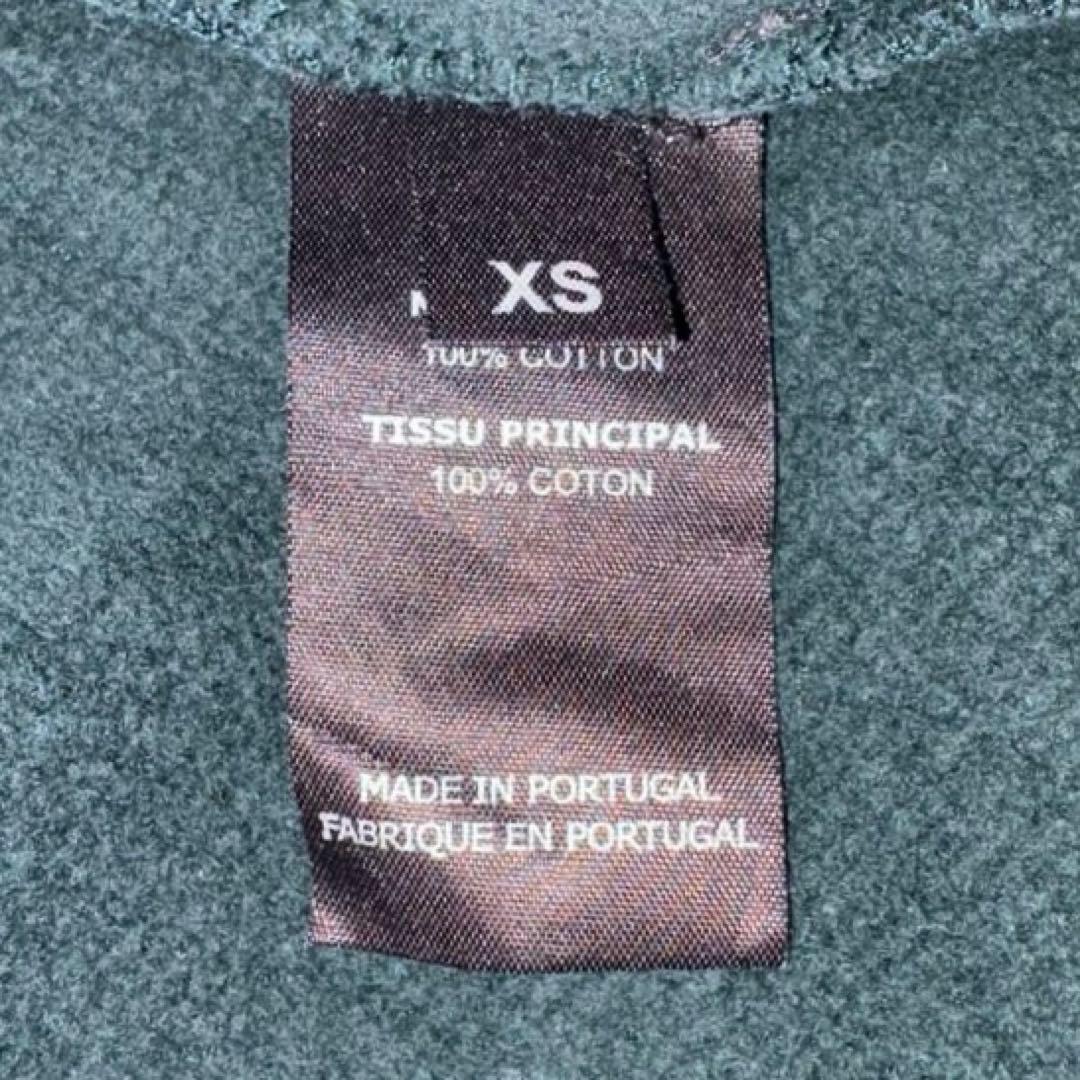 XS
100% COTTON
TISSU PRINCIPAL
100% COTON
MADE IN PORTUGAL
FABRIQUE EN PORTUGAL